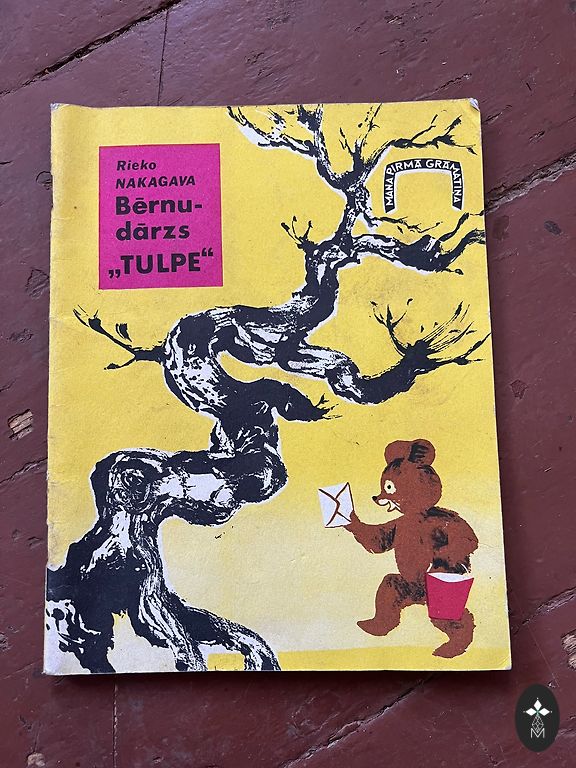 Rieko
NAKAGAVA
Bērnu-
dārzs
„TULPE“
MANA PIRMĀ GRĀMATIŅA
M